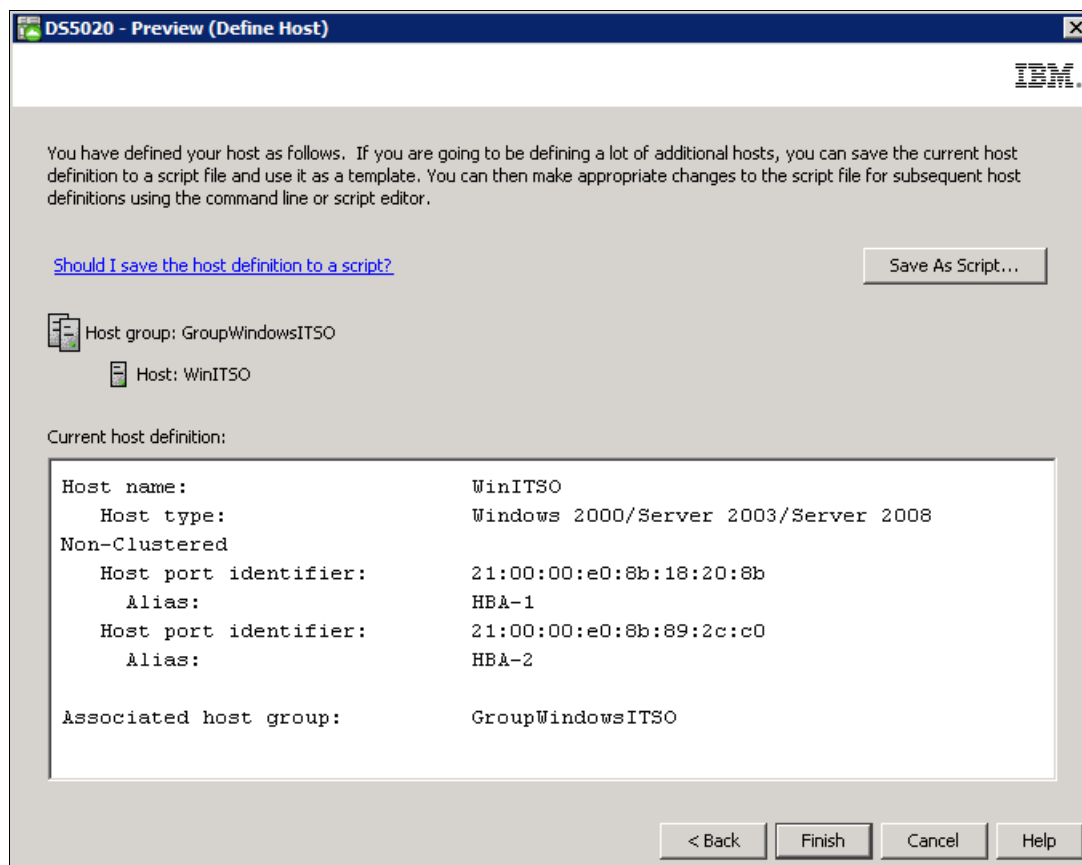 DS5020 - Preview (Define Host)
IBM.
You have defined your host as follows. If you are going to be defining a lot of additional hosts, you can save the current host
definition to a script file and use it as a template. You can then make appropriate changes to the script file for subsequent host
definitions using the command line or script editor.
Should I save the host definition to a script?
Save As Script...
Host group: GroupWindowsITSO
Host: WinITSO
Current host definition:
Host name: WinITSO
Host type: Windows 2000/Server 2003/Server 2008
Non-Clustered
Host port identifier: 21:00:00:e0:8b:18:20:8b
Alias: HBA-1
Host port identifier: 21:00:00:e0:8b:89:2c:c0
Alias: HBA-2
Associated host group: GroupWindowsITSO
< Back Finish Cancel Help